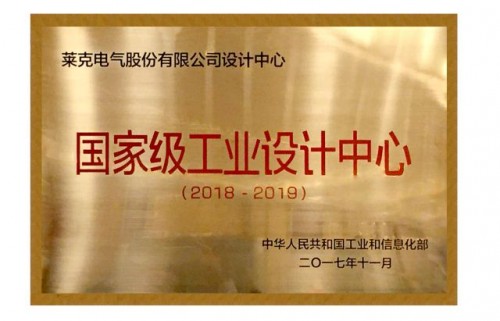 莱克电气股份有限公司设计中心
国家级工业设计中心
(2018 - 2019)
中华人民共和国工业和信息化部
二〇一七年十一月